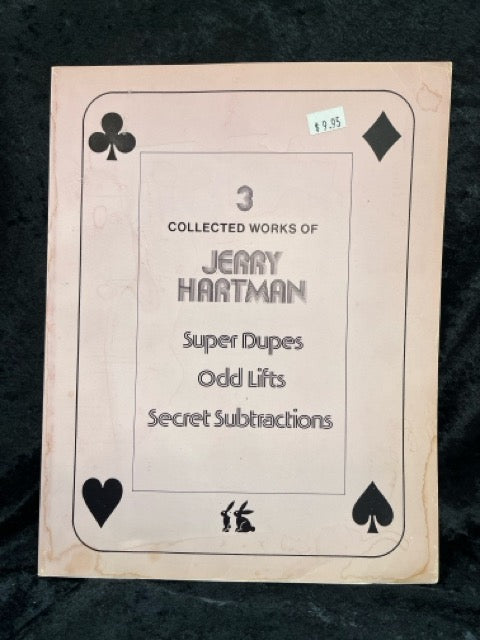 $9.95
3
COLLECTED WORKS OF
JERRY
HARTMAN
Super Dupes
Odd Lifts
Secret Subtractions